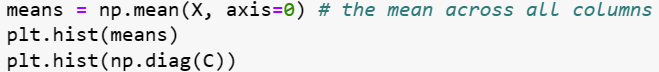 means = np.mean(X, axis=0) # the mean across all columns
plt.hist(means)
plt.hist(np.diag(C))